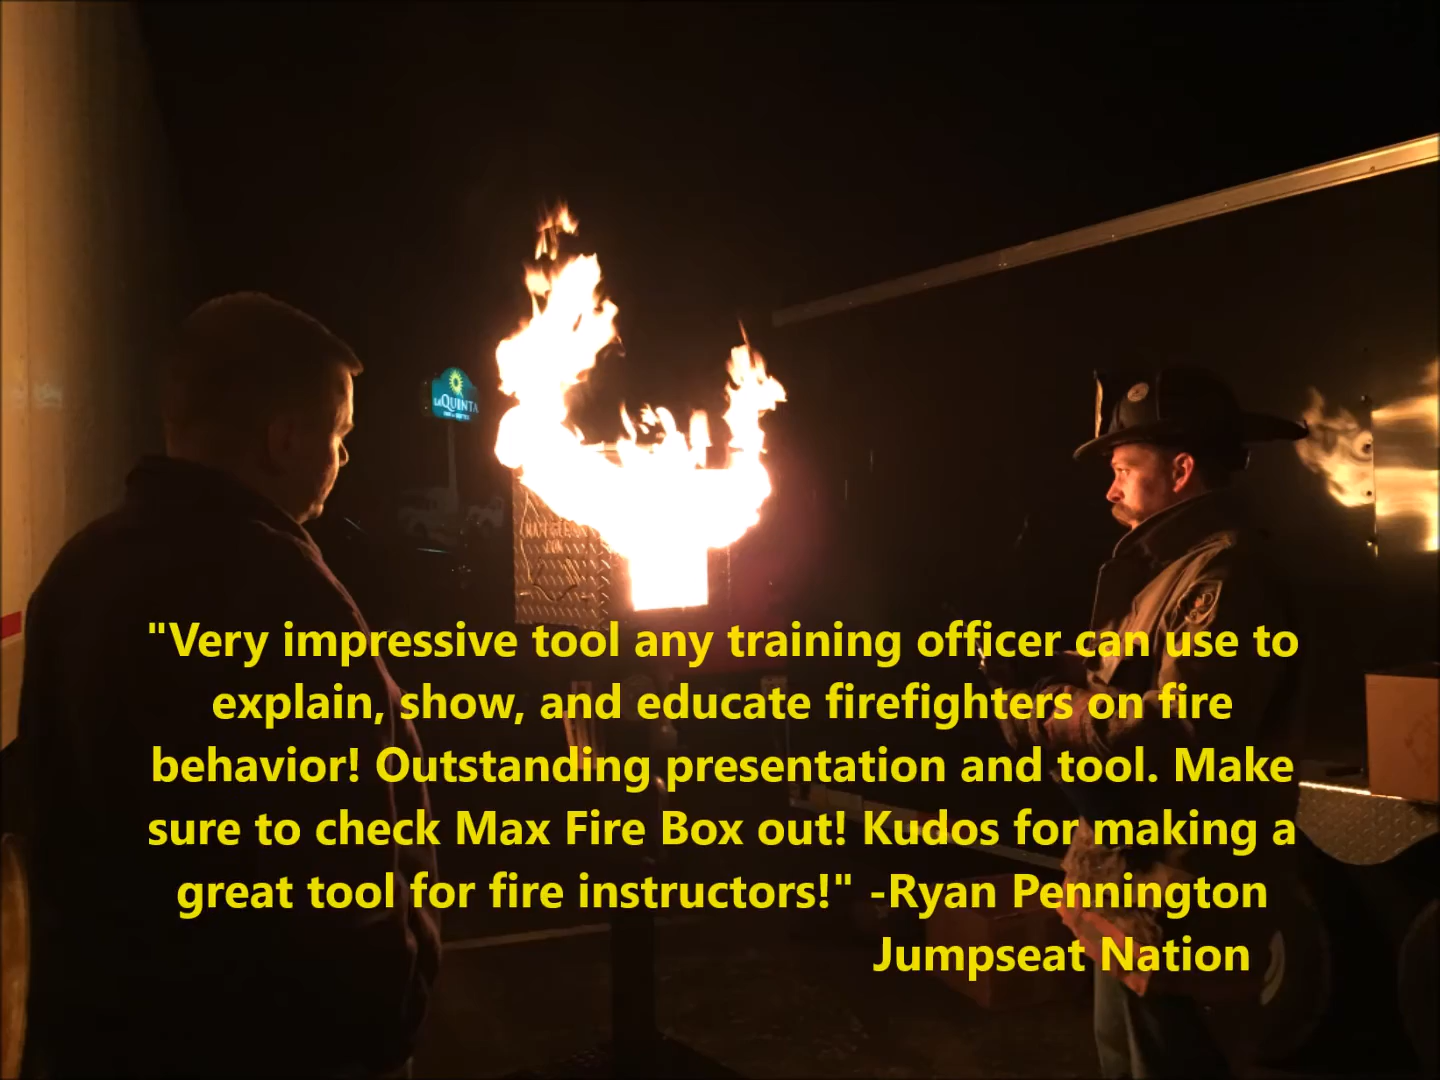 LAQUINTA
"Very impressive tool any training officer can use to
explain, show, and educate firefighters on fire
behavior! Outstanding presentation and tool. Make
sure to check Max Fire Box out! Kudos for making a
great tool for fire instructors!" -Ryan Pennington
Jumpseat Nation